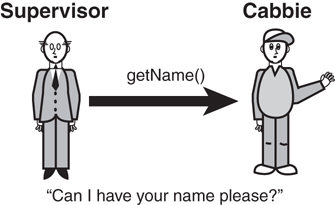 Supervisor
Cabbie
getName()
“Can I have your name please?”